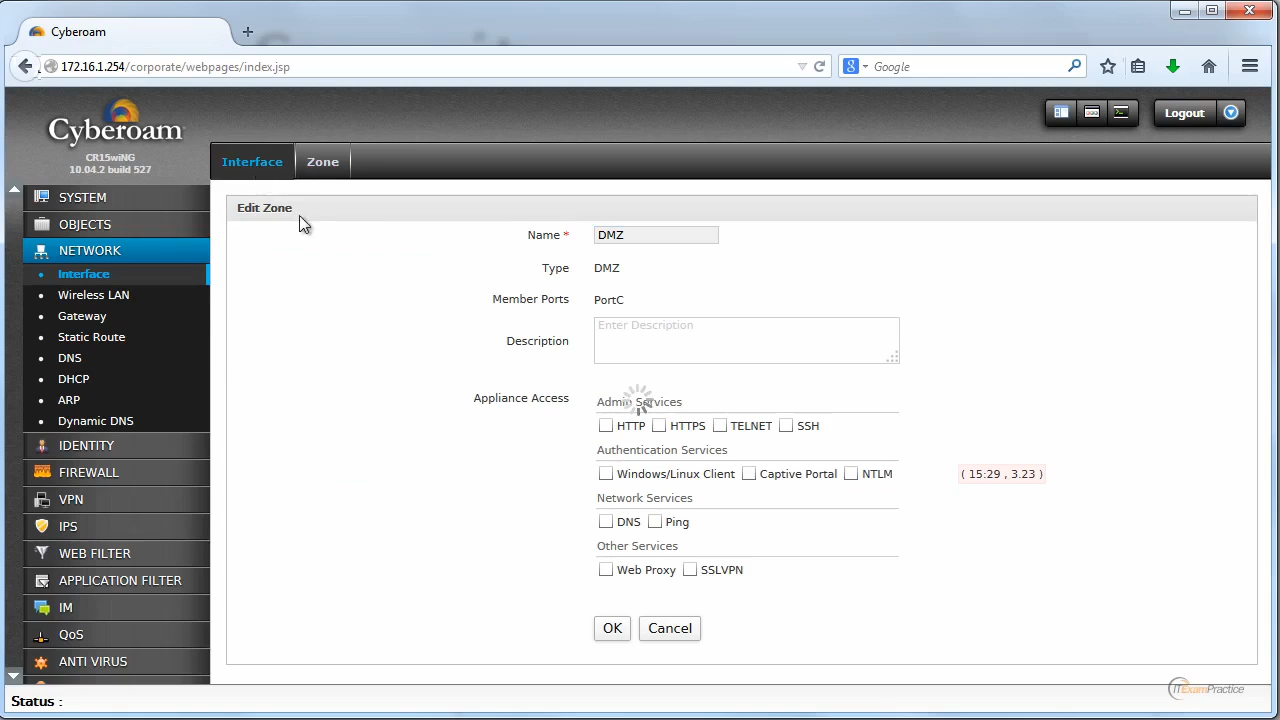 Cyberoam
172.16.1.254/corporate/webpages/index.jsp
Google
Cyberoam
CR15wiNG
10.04.2 build 527
Logout
Interface
Zone
SYSTEM
OBJECTS
NETWORK
Interface
Wireless LAN
Gateway
Static Route
DNS
DHCP
ARP
Dynamic DNS
IDENTITY
FIREWALL
VPN
IPS
WEB FILTER
APPLICATION FILTER
IM
QoS
ANTI VIRUS
Edit Zone
Name * DMZ
Type DMZ
Member Ports PortC
Description Enter Description
Appliance Access
Admin Services
HTTP HTTPS TELNET SSH
Authentication Services
Windows/Linux Client Captive Portal NTLM
( 15:29 , 3.23 )
Network Services
DNS Ping
Other Services
Web Proxy SSLVPN
OK Cancel
Status :
ITExamPractice